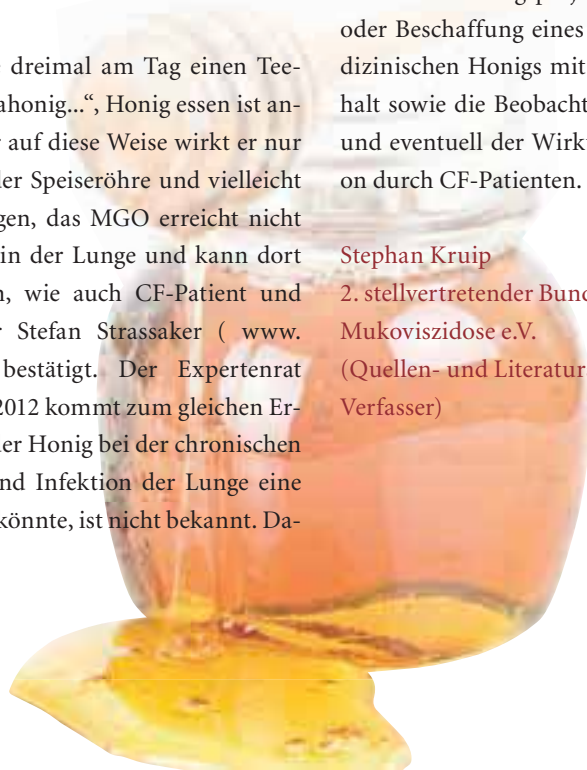 dreimal am Tag einen Tee-
ahonig...“, Honig essen ist an-
auf diese Weise wirkt er nur
der Speiseröhre und vielleicht
gen, das MGO erreicht nicht
in der Lunge und kann dort
n, wie auch CF-Patient und
r Stefan Strassaker ( www.
bestätigt. Der Expertenrat
2012 kommt zum gleichen Er-
er Honig bei der chronischen
nd Infektion der Lunge eine
könnte, ist nicht bekannt. Da-
oder Beschaffung eines
dizinischen Honigs mit
halt sowie die Beobacht
und eventuell der Wirk
on durch CF-Patienten.
Stephan Kruip
2. stellvertretender Bund
Mukoviszidose e.V.
(Quellen- und Literatur
Verfasser)